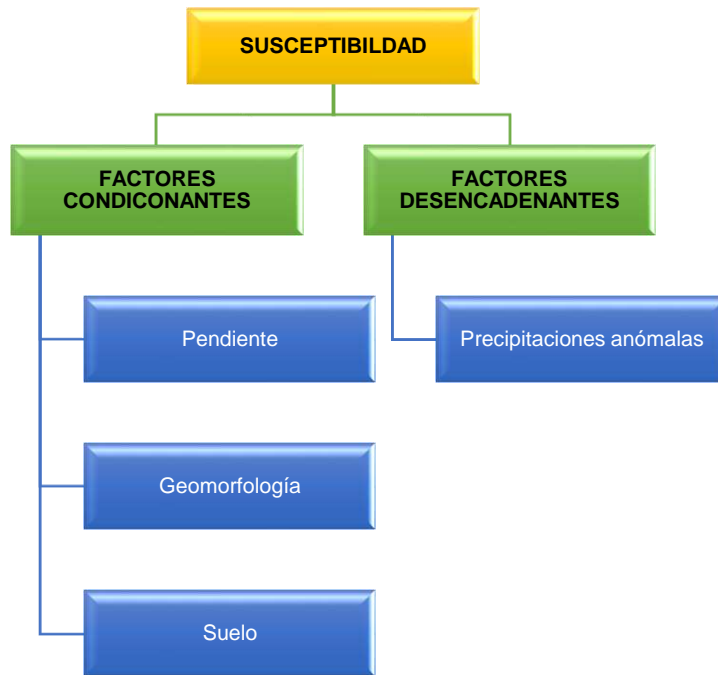 SUSCEPTIBILDAD
FACTORES
CONDICONANTES
FACTORES
DESENCADENANTES
Pendiente
Precipitaciones anómalas
Geomorfología
Suelo